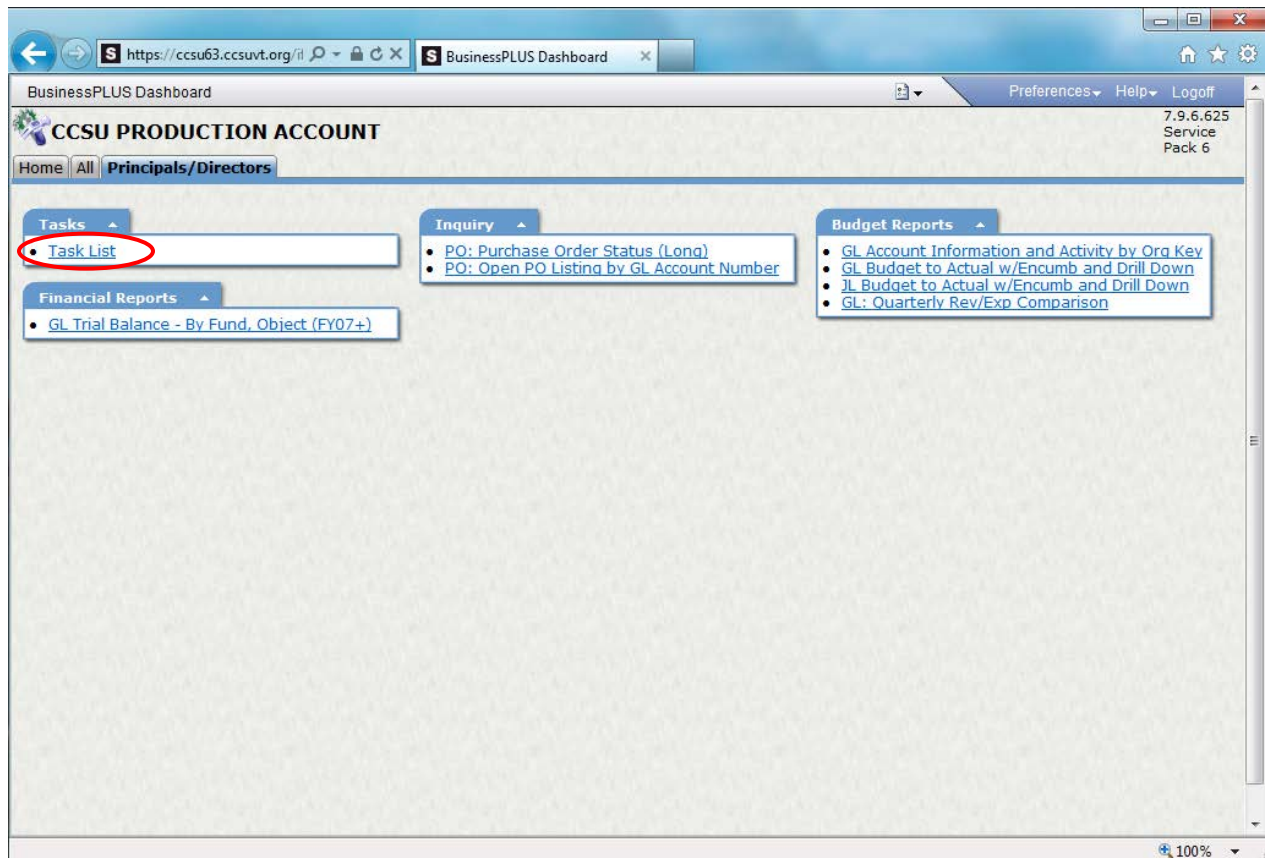 https://ccsu63.ccsuvt.org/if
BusinessPLUS Dashboard
BusinessPLUS Dashboard
Preferences
Help
Logoff
CCSU PRODUCTION ACCOUNT
7.9.6.625
Service
Pack 6
Home
All
Principals/Directors
Tasks
Task List
Financial Reports
GL Trial Balance - By Fund, Object (FY07+)
Inquiry
PO: Purchase Order Status (Long)
PO: Open PO Listing by GL Account Number
Budget Reports
GL Account Information and Activity by Org Key
GL Budget to Actual w/Encumb and Drill Down
JL Budget to Actual w/Encumb and Drill Down
GL: Quarterly Rev/Exp Comparison
100%